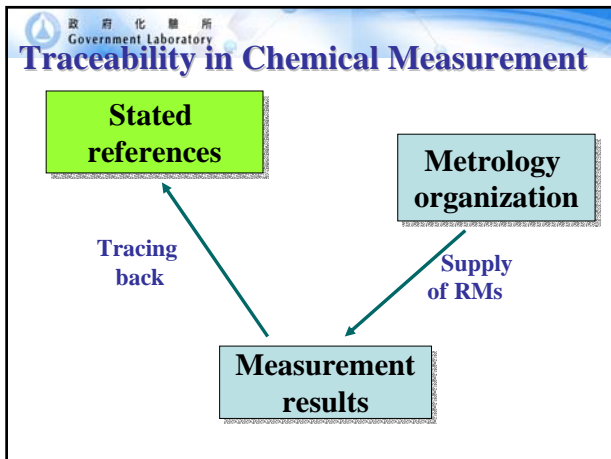 政 府 化 驗 所
Government Laboratory
Traceability in Chemical Measurement
Stated
references
Metrology
organization
Tracing
back
Supply
of RMs
Measurement
results